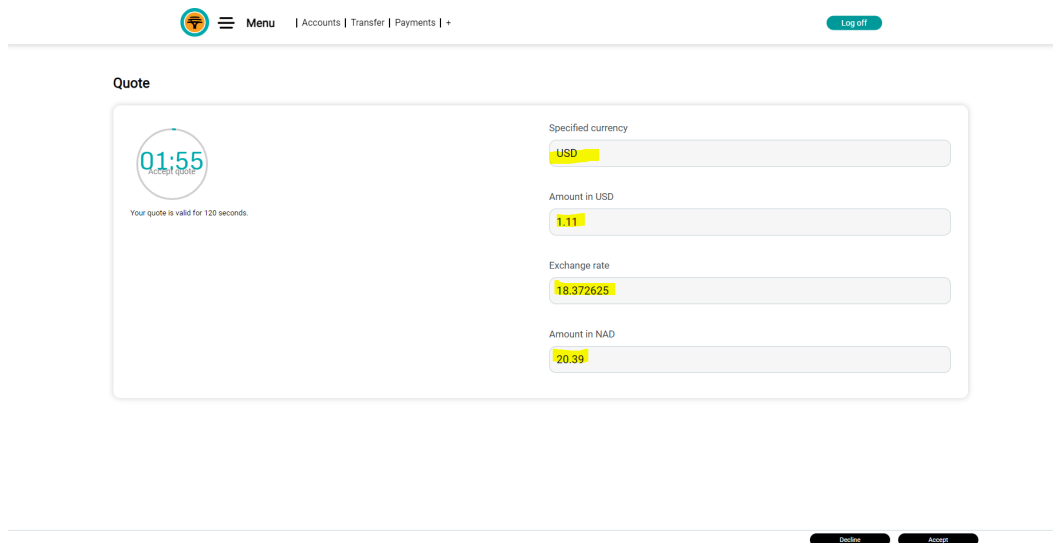 Menu | Accounts | Transfer | Payments | +
Log off
Quote
01:55
Accept quote
Your quote is valid for 120 seconds.
Specified currency
USD
Amount in USD
1.11
Exchange rate
18.372625
Amount in NAD
20.39
Decline
Accept